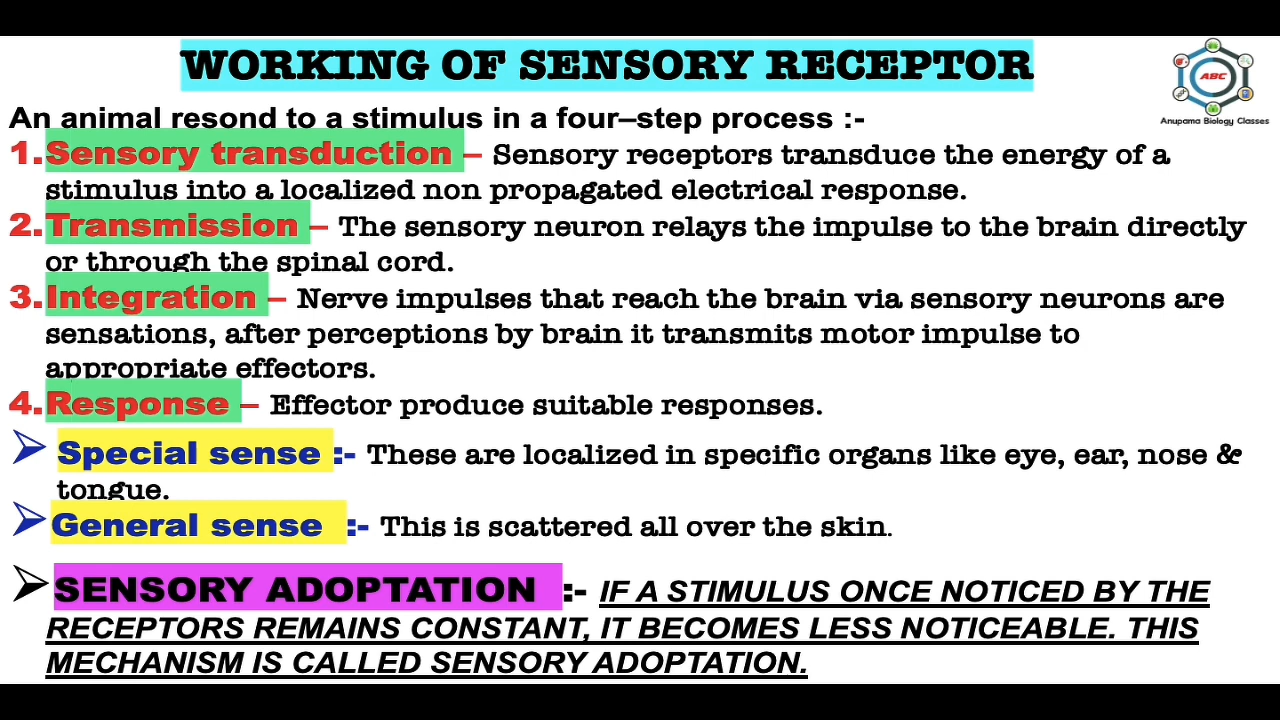 WORKING OF SENSORY RECEPTOR
ABC
Anupama Biology Classes
An animal resond to a stimulus in a four–step process :-
1.Sensory transduction – Sensory receptors transduce the energy of a
stimulus into a localized non propagated electrical response.
2.Transmission – The sensory neuron relays the impulse to the brain directly
or through the spinal cord.
3.Integration – Nerve impulses that reach the brain via sensory neurons are
sensations, after perceptions by brain it transmits motor impulse to
appropriate effectors.
4.Response – Effector produce suitable responses.
➢ Special sense :- These are localized in specific organs like eye, ear, nose &
tongue.
➢ General sense :- This is scattered all over the skin.
➢ SENSORY ADOPTATION :- IF A STIMULUS ONCE NOTICED BY THE
RECEPTORS REMAINS CONSTANT, IT BECOMES LESS NOTICEABLE. THIS
MECHANISM IS CALLED SENSORY ADOPTATION.